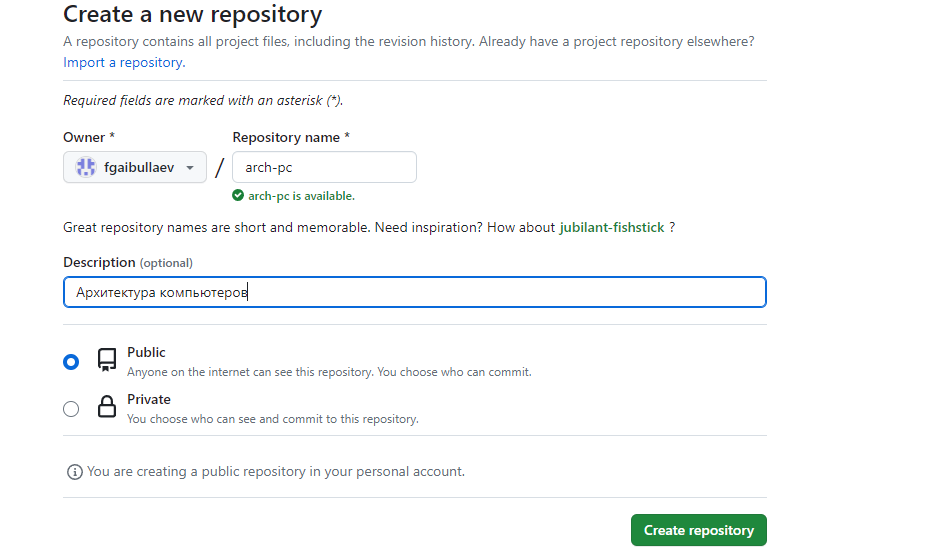 Create a new repository
A repository contains all project files, including the revision history. Already have a project repository elsewhere?
Import a repository.
Required fields are marked with an asterisk (*).
Owner * Repository name *
fgaibullaev / arch-pc
arch-pc is available.
Great repository names are short and memorable. Need inspiration? How about jubilant-fishstick ?
Description (optional)
Архитектура компьютеров
Public
Anyone on the internet can see this repository. You choose who can commit.
Private
You choose who can see and commit to this repository.
You are creating a public repository in your personal account.
Create repository